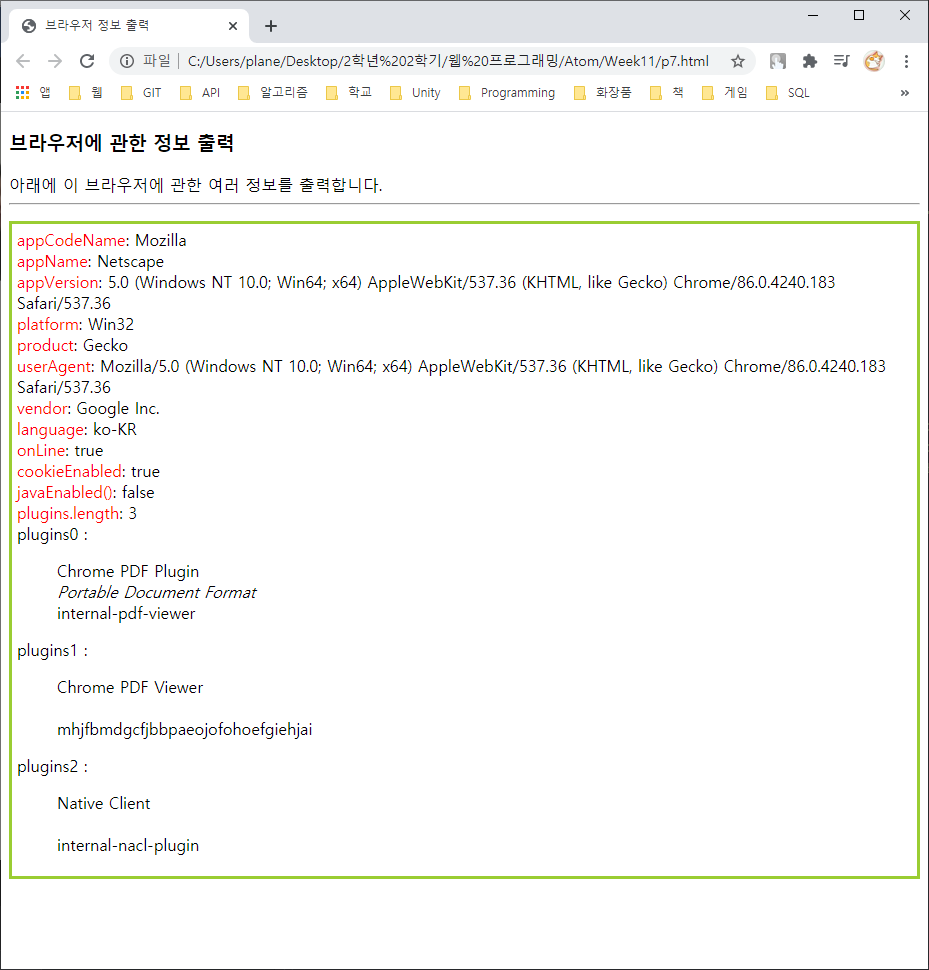 브라우저 정보 출력
파일 C:/Users/plane/Desktop/2학년%202학기/웹%20프로그래밍/Atom/Week11/p7.html
앱 웹 GIT API 알고리즘 학교 Unity Programming 화장품 책 게임 SQL »
브라우저에 관한 정보 출력
아래에 이 브라우저에 관한 여러 정보를 출력합니다.
appCodeName: Mozilla
appName: Netscape
appVersion: 5.0 (Windows NT 10.0; Win64; x64) AppleWebKit/537.36 (KHTML, like Gecko) Chrome/86.0.4240.183
Safari/537.36
platform: Win32
product: Gecko
userAgent: Mozilla/5.0 (Windows NT 10.0; Win64; x64) AppleWebKit/537.36 (KHTML, like Gecko) Chrome/86.0.4240.183
Safari/537.36
vendor: Google Inc.
language: ko-KR
onLine: true
cookieEnabled: true
javaEnabled(): false
plugins.length: 3
plugins0 :
Chrome PDF Plugin
Portable Document Format
internal-pdf-viewer
plugins1 :
Chrome PDF Viewer
mhjfbmdgcfjbbpaeojofohoefgiehjai
plugins2 :
Native Client
internal-nacl-plugin